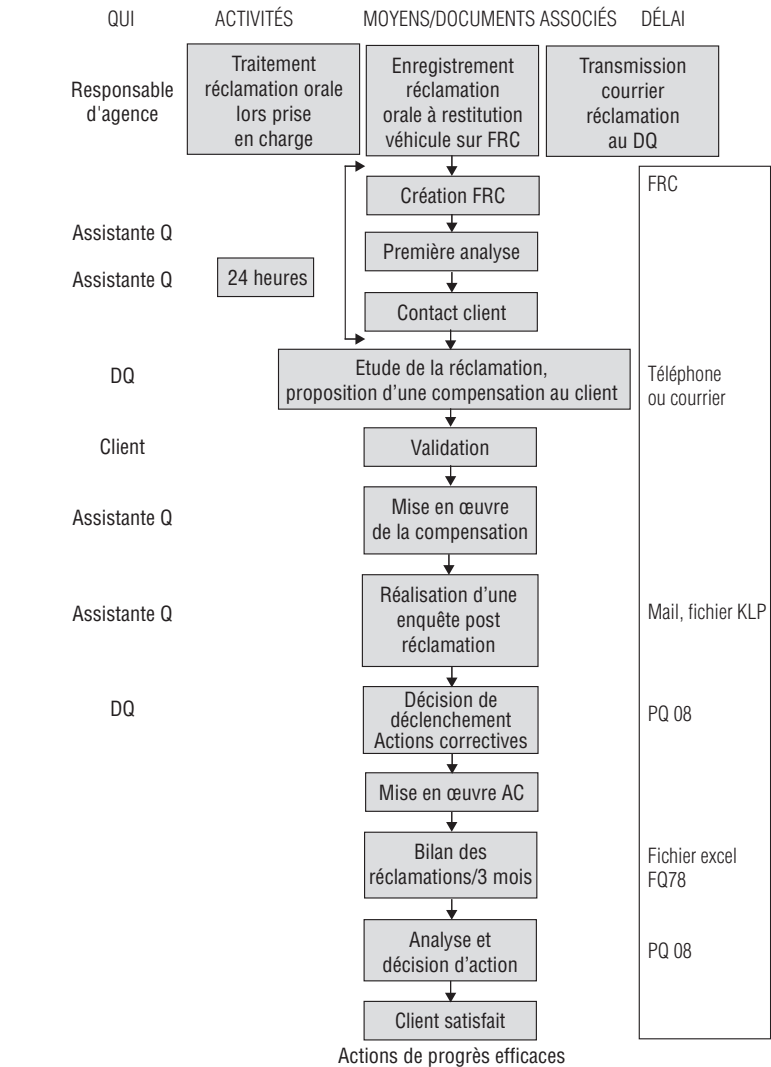 QUI ACTIVITÉS MOYENS/DOCUMENTS ASSOCIÉS DÉLAI
Responsable
d'agence
Traitement
réclamation orale
lors prise
en charge
Enregistrement
réclamation
orale à restitution
véhicule sur FRC
Transmission
courrier
réclamation
au DQ
Création FRC
FRC
Assistante Q
Première analyse
Assistante Q
24 heures
Contact client
DQ
Etude de la réclamation,
proposition d'une compensation au client
Téléphone
ou courrier
Client
Validation
Assistante Q
Mise en œuvre
de la compensation
Assistante Q
Réalisation d'une
enquête post
réclamation
Mail, fichier KLP
DQ
Décision de
déclenchement
Actions correctives
PQ 08
Mise en œuvre AC
Bilan des
réclamations/3 mois
Fichier excel
FQ78
Analyse et
décision d'action
PQ 08
Client satisfait
Actions de progrès efficaces